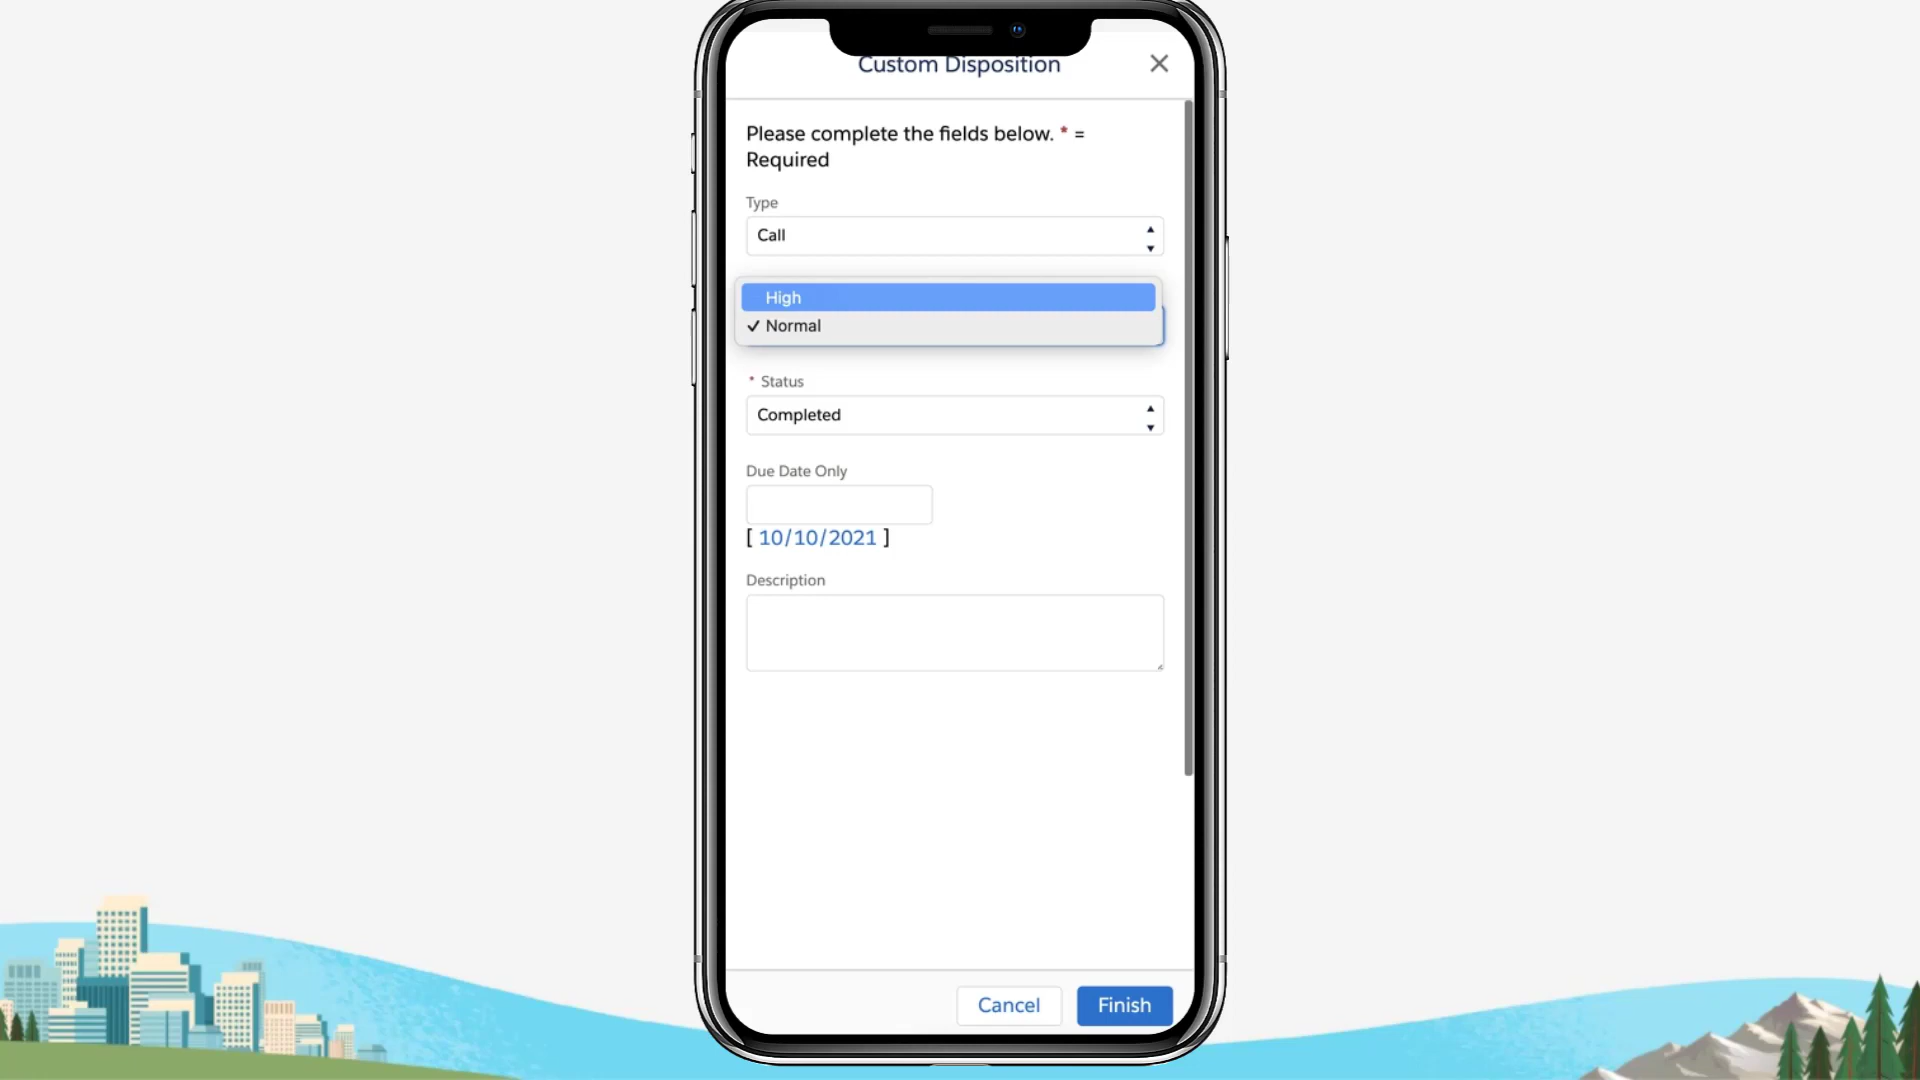 Custom Disposition
Please complete the fields below. * =
Required
Type
Call
High
✓ Normal
* Status
Completed
Due Date Only
[ 10/10/2021 ]
Description
Cancel
Finish